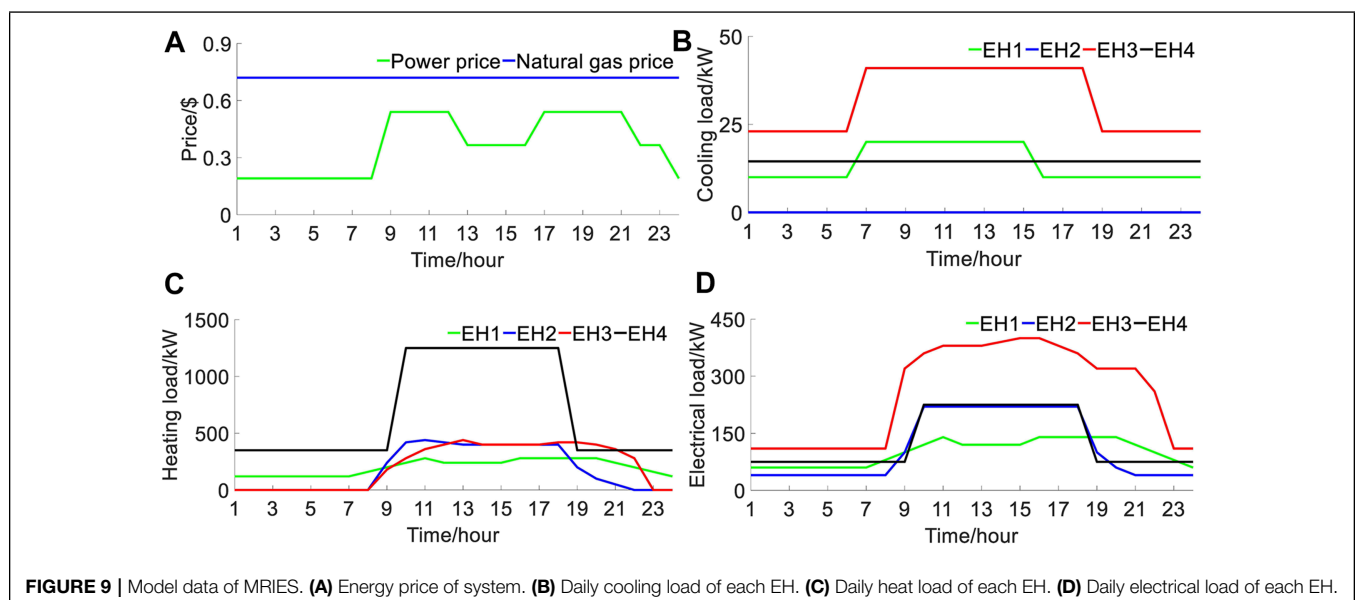 A
0.9
0.6
0.3
0
Price/$
Power price
Natural gas price
1 3 5 7 9 11 13 15 17 19 21 23
Time/hour
B
50
25
0
Cooling load/kW
EH1 EH2 EH3 EH4
1 3 5 7 9 11 13 15 17 19 21 23
Time/hour
C
1500
1000
500
0
Heating load/kW
EH1 EH2 EH3 EH4
1 3 5 7 9 11 13 15 17 19 21 23
Time/hour
D
450
300
150
0
Electrical load/kW
EH1 EH2 EH3 EH4
1 3 5 7 9 11 13 15 17 19 21 23
Time/hour
FIGURE 9 | Model data of MRIES. (A) Energy price of system. (B) Daily cooling load of each EH. (C) Daily heat load of each EH. (D) Daily electrical load of each EH.